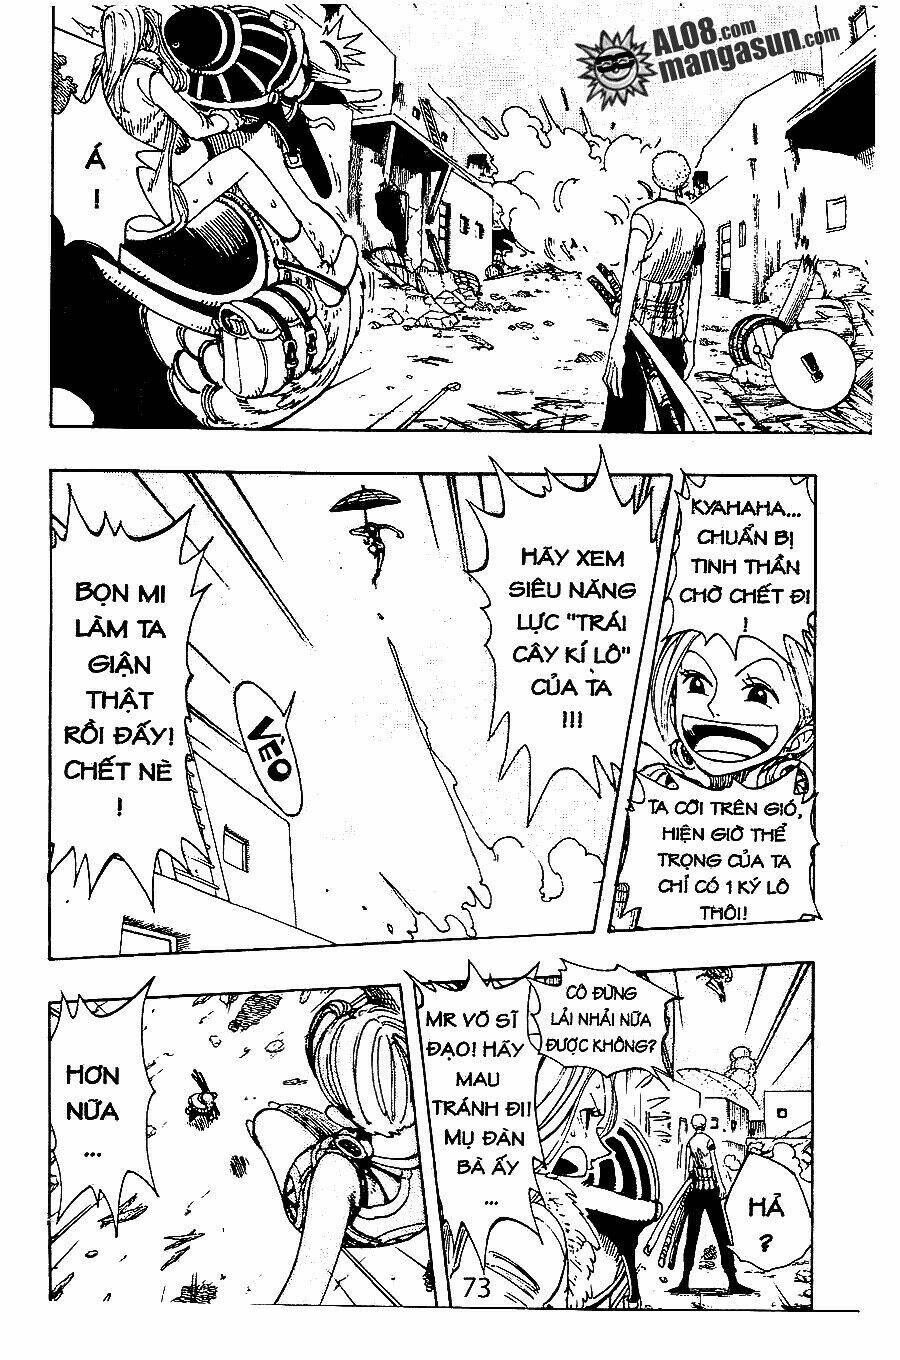 AL08.com
mangasun.com
Á
!
!!
KYAHAHA...
CHUẨN BỊ
TINH THẦN
CHỜ CHẾT ĐI
!
TA CỠI TRÊN GIÓ,
HIỆN GIỜ THỂ
TRỌNG CỦA TA
CHỈ CÓ 1 KÝ LÔ
THÔI!
HÃY XEM
SIÊU NĂNG
LỰC "TRÁI
CÂY KÍ LÔ"
CỦA TA
!!!
VÈO
BỌN MI
LÀM TA
GIẬN
THẬT
RỒI ĐẤY!
CHẾT NÈ
!
HẢ
?
CÔ ĐỪNG
LẢI NHẢI NỮA
ĐƯỢC KHÔNG?
MR VÕ SĨ
ĐẠO! HÃY
MAU
TRÁNH ĐI!
MỤ ĐÀN
BÀ ẤY
...
HƠN
NỮA
...
73